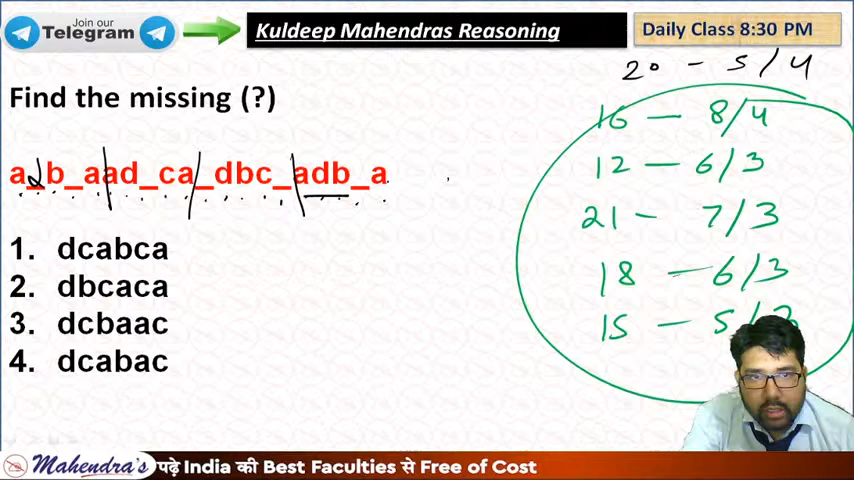 Join our
Telegram
Kuldeep Mahendras Reasoning
Daily Class 8:30 PM
20 - 5/4
Find the missing (?)
16 - 8/4
12 - 6/3
a_b_aad_ca_dbc_adb_a
d
21 - 7/3
1. dcabca
2. dbcaca
18 - 6/3
3. dcbaac
15 - 5/3
4. dcabac
Mahendra's पढ़े India की Best Faculties से Free of Cost